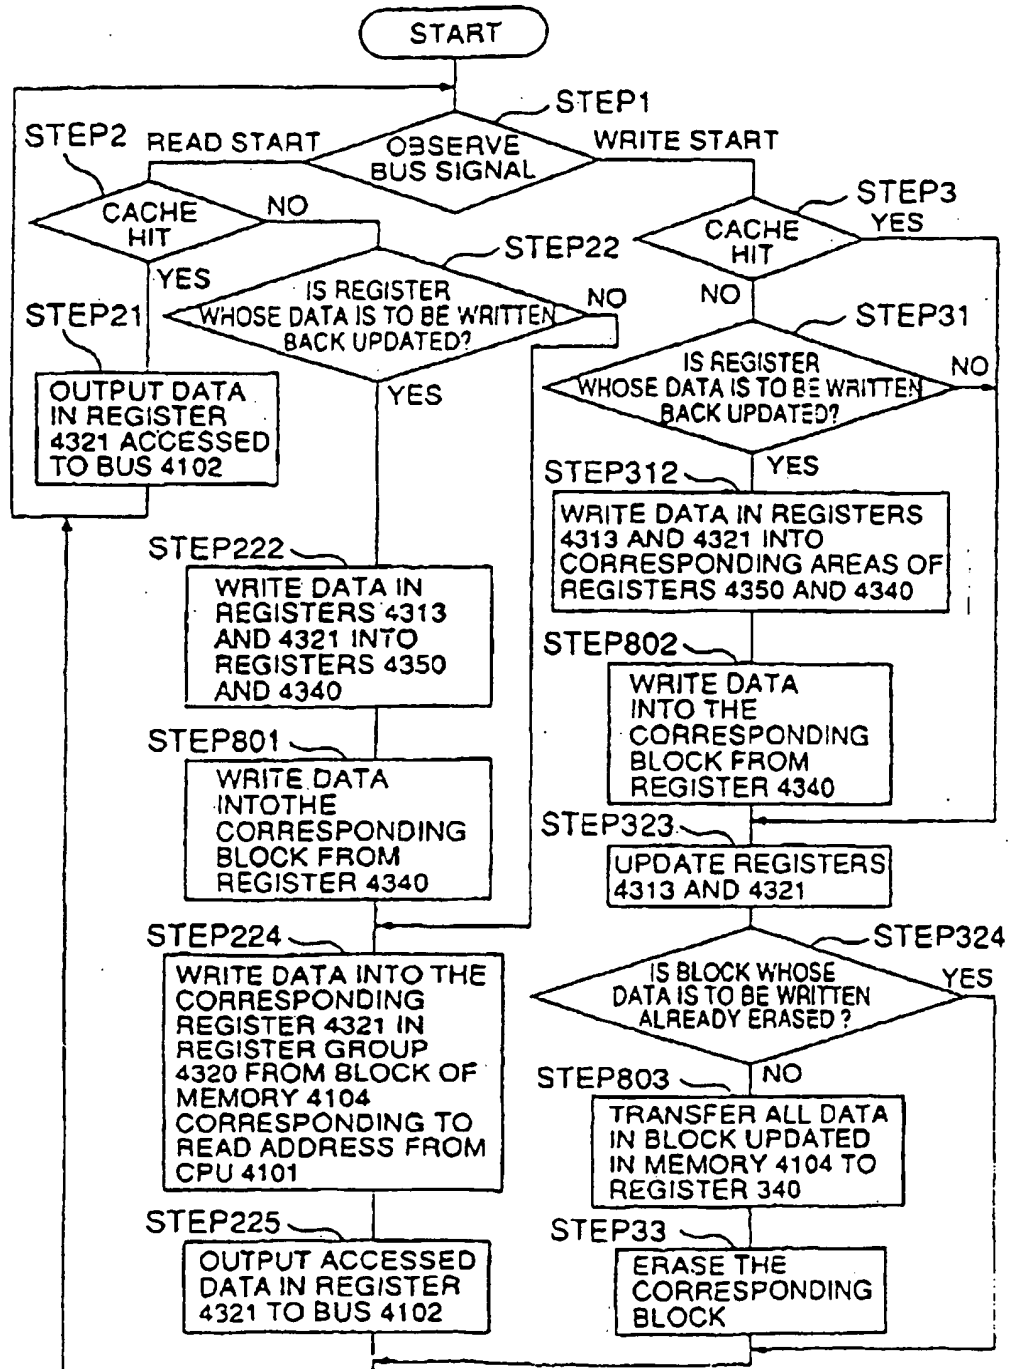 START
STEP1
OBSERVE
BUS SIGNAL
READ START
WRITE START
STEP2
CACHE
HIT
NO
YES
STEP3
CACHE
HIT
YES
NO
STEP22
IS REGISTER
WHOSE DATA IS TO BE WRITTEN
BACK UPDATED?
NO
YES
STEP21
OUTPUT DATA
IN REGISTER
4321 ACCESSED
TO BUS 4102
STEP31
IS REGISTER
WHOSE DATA IS TO BE WRITTEN
BACK UPDATED?
NO
YES
STEP312
WRITE DATA IN REGISTERS
4313 AND 4321 INTO
CORRESPONDING AREAS OF
REGISTERS 4350 AND 4340
STEP222
WRITE DATA IN
REGISTERS 4313
AND 4321 INTO
REGISTERS 4350
AND 4340
STEP802
WRITE DATA
INTO THE
CORRESPONDING
BLOCK FROM
REGISTER 4340
STEP801
WRITE DATA
INTOTHE
CORRESPONDING
BLOCK FROM
REGISTER 4340
STEP323
UPDATE REGISTERS
4313 AND 4321
STEP224
WRITE DATA INTO THE
CORRESPONDING
REGISTER 4321 IN
REGISTER GROUP
4320 FROM BLOCK OF
MEMORY 4104
CORRESPONDING TO
READ ADDRESS FROM
CPU 4101
STEP324
IS BLOCK WHOSE
DATA IS TO BE WRITTEN
ALREADY ERASED ?
YES
NO
STEP803
TRANSFER ALL DATA
IN BLOCK UPDATED
IN MEMORY 4104 TO
REGISTER 340
STEP225
OUTPUT ACCESSED
DATA IN REGISTER
4321 TO BUS 4102
STEP33
ERASE THE
CORRESPONDING
BLOCK